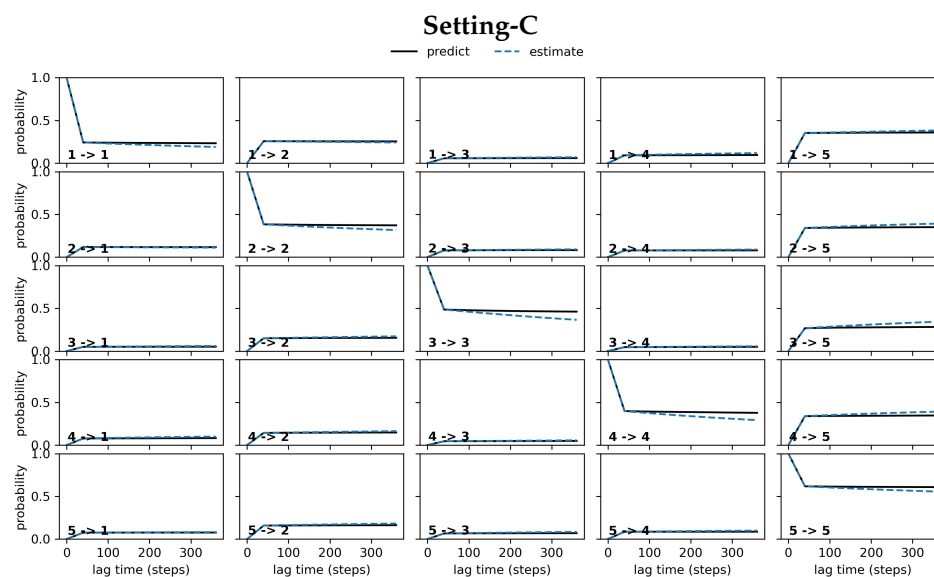 Setting-C
predict estimate
1.0 0.5 0.0 probability 1 -> 1 1 -> 2 1 -> 3 1 -> 4 1 -> 5
1.0 0.5 0.0 probability 2 -> 1 2 -> 2 2 -> 3 2 -> 4 2 -> 5
1.0 0.5 0.0 probability 3 -> 1 3 -> 2 3 -> 3 3 -> 4 3 -> 5
1.0 0.5 0.0 probability 4 -> 1 4 -> 2 4 -> 3 4 -> 4 4 -> 5
1.0 0.5 0.0 probability 5 -> 1 5 -> 2 5 -> 3 5 -> 4 5 -> 5
0 100 200 300 0 100 200 300 0 100 200 300 0 100 200 300 0 100 200 300
lag time (steps) lag time (steps) lag time (steps) lag time (steps) lag time (steps)